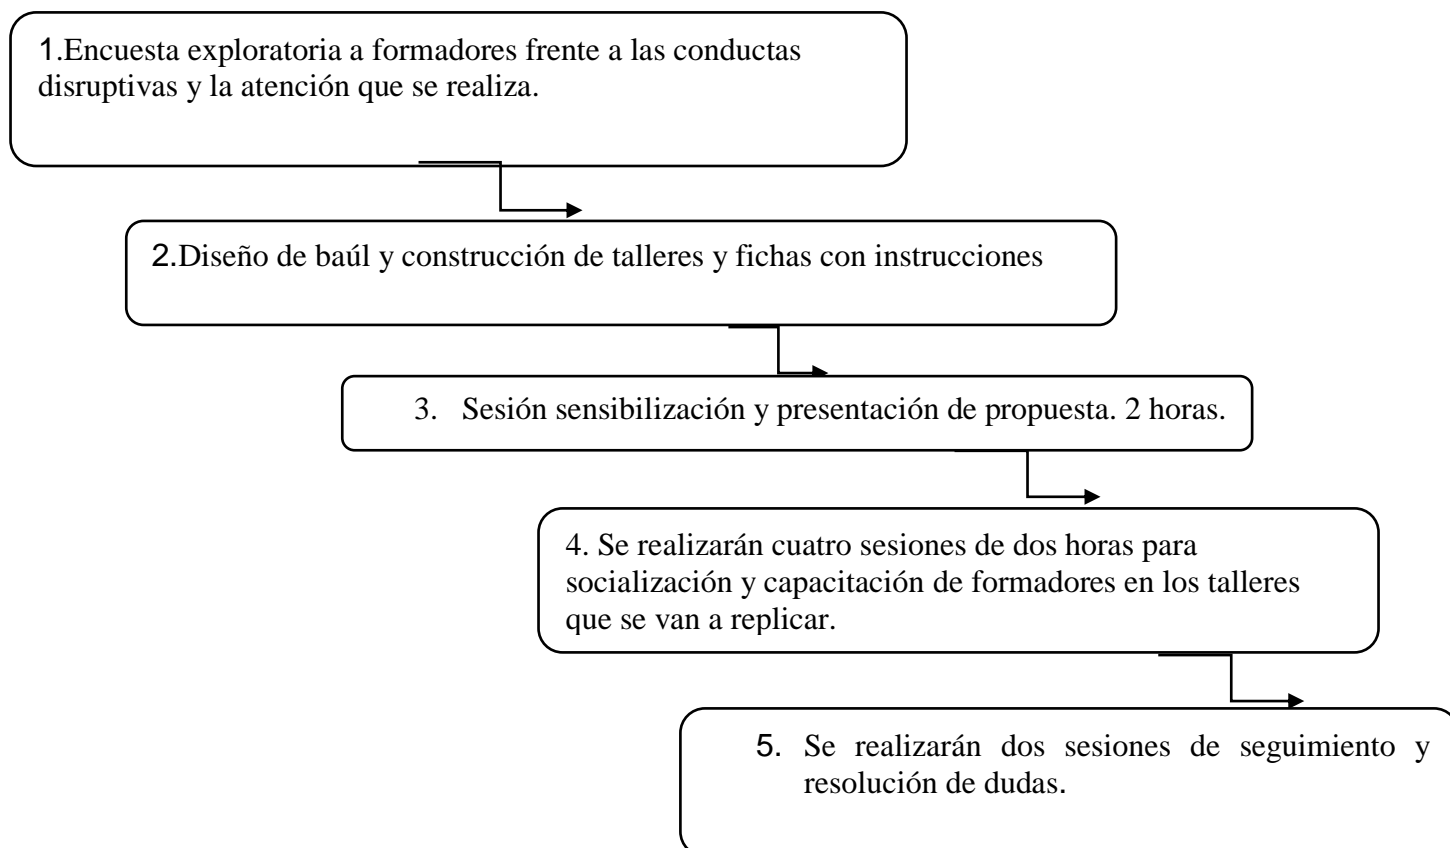 1.Encuesta exploratoria a formadores frente a las conductas
disruptivas y la atención que se realiza.
2.Diseño de baúl y construcción de talleres y fichas con instrucciones
3. Sesión sensibilización y presentación de propuesta. 2 horas.
4. Se realizarán cuatro sesiones de dos horas para
socialización y capacitación de formadores en los talleres
que se van a replicar.
5. Se realizarán dos sesiones de seguimiento y
resolución de dudas.